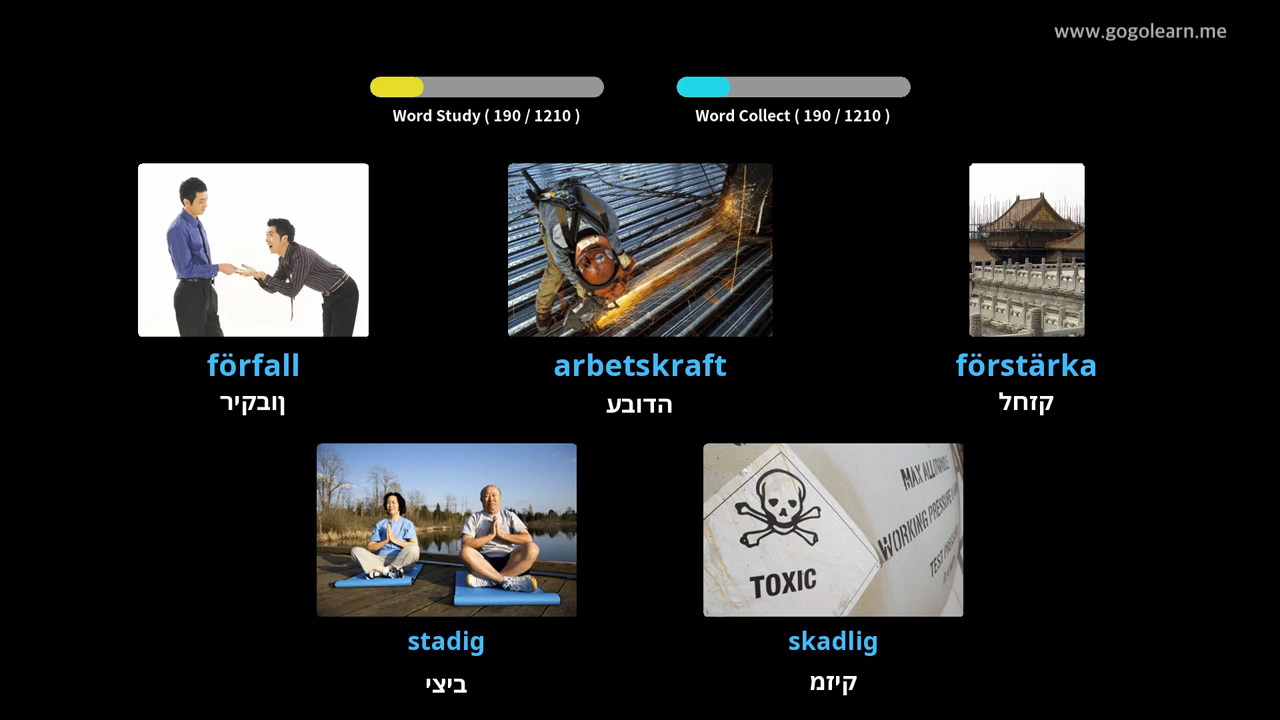 www.gogolearn.me
Word Study ( 190 / 1210 )
Word Collect ( 190 / 1210 )
förfall
ןובקיר
arbetskraft
הדובע
förstärka
קזחל
TOXIC
MAX ALLOWABLE
WORKING PRESSURE
stadig
ביצי
skadlig
קיזמ